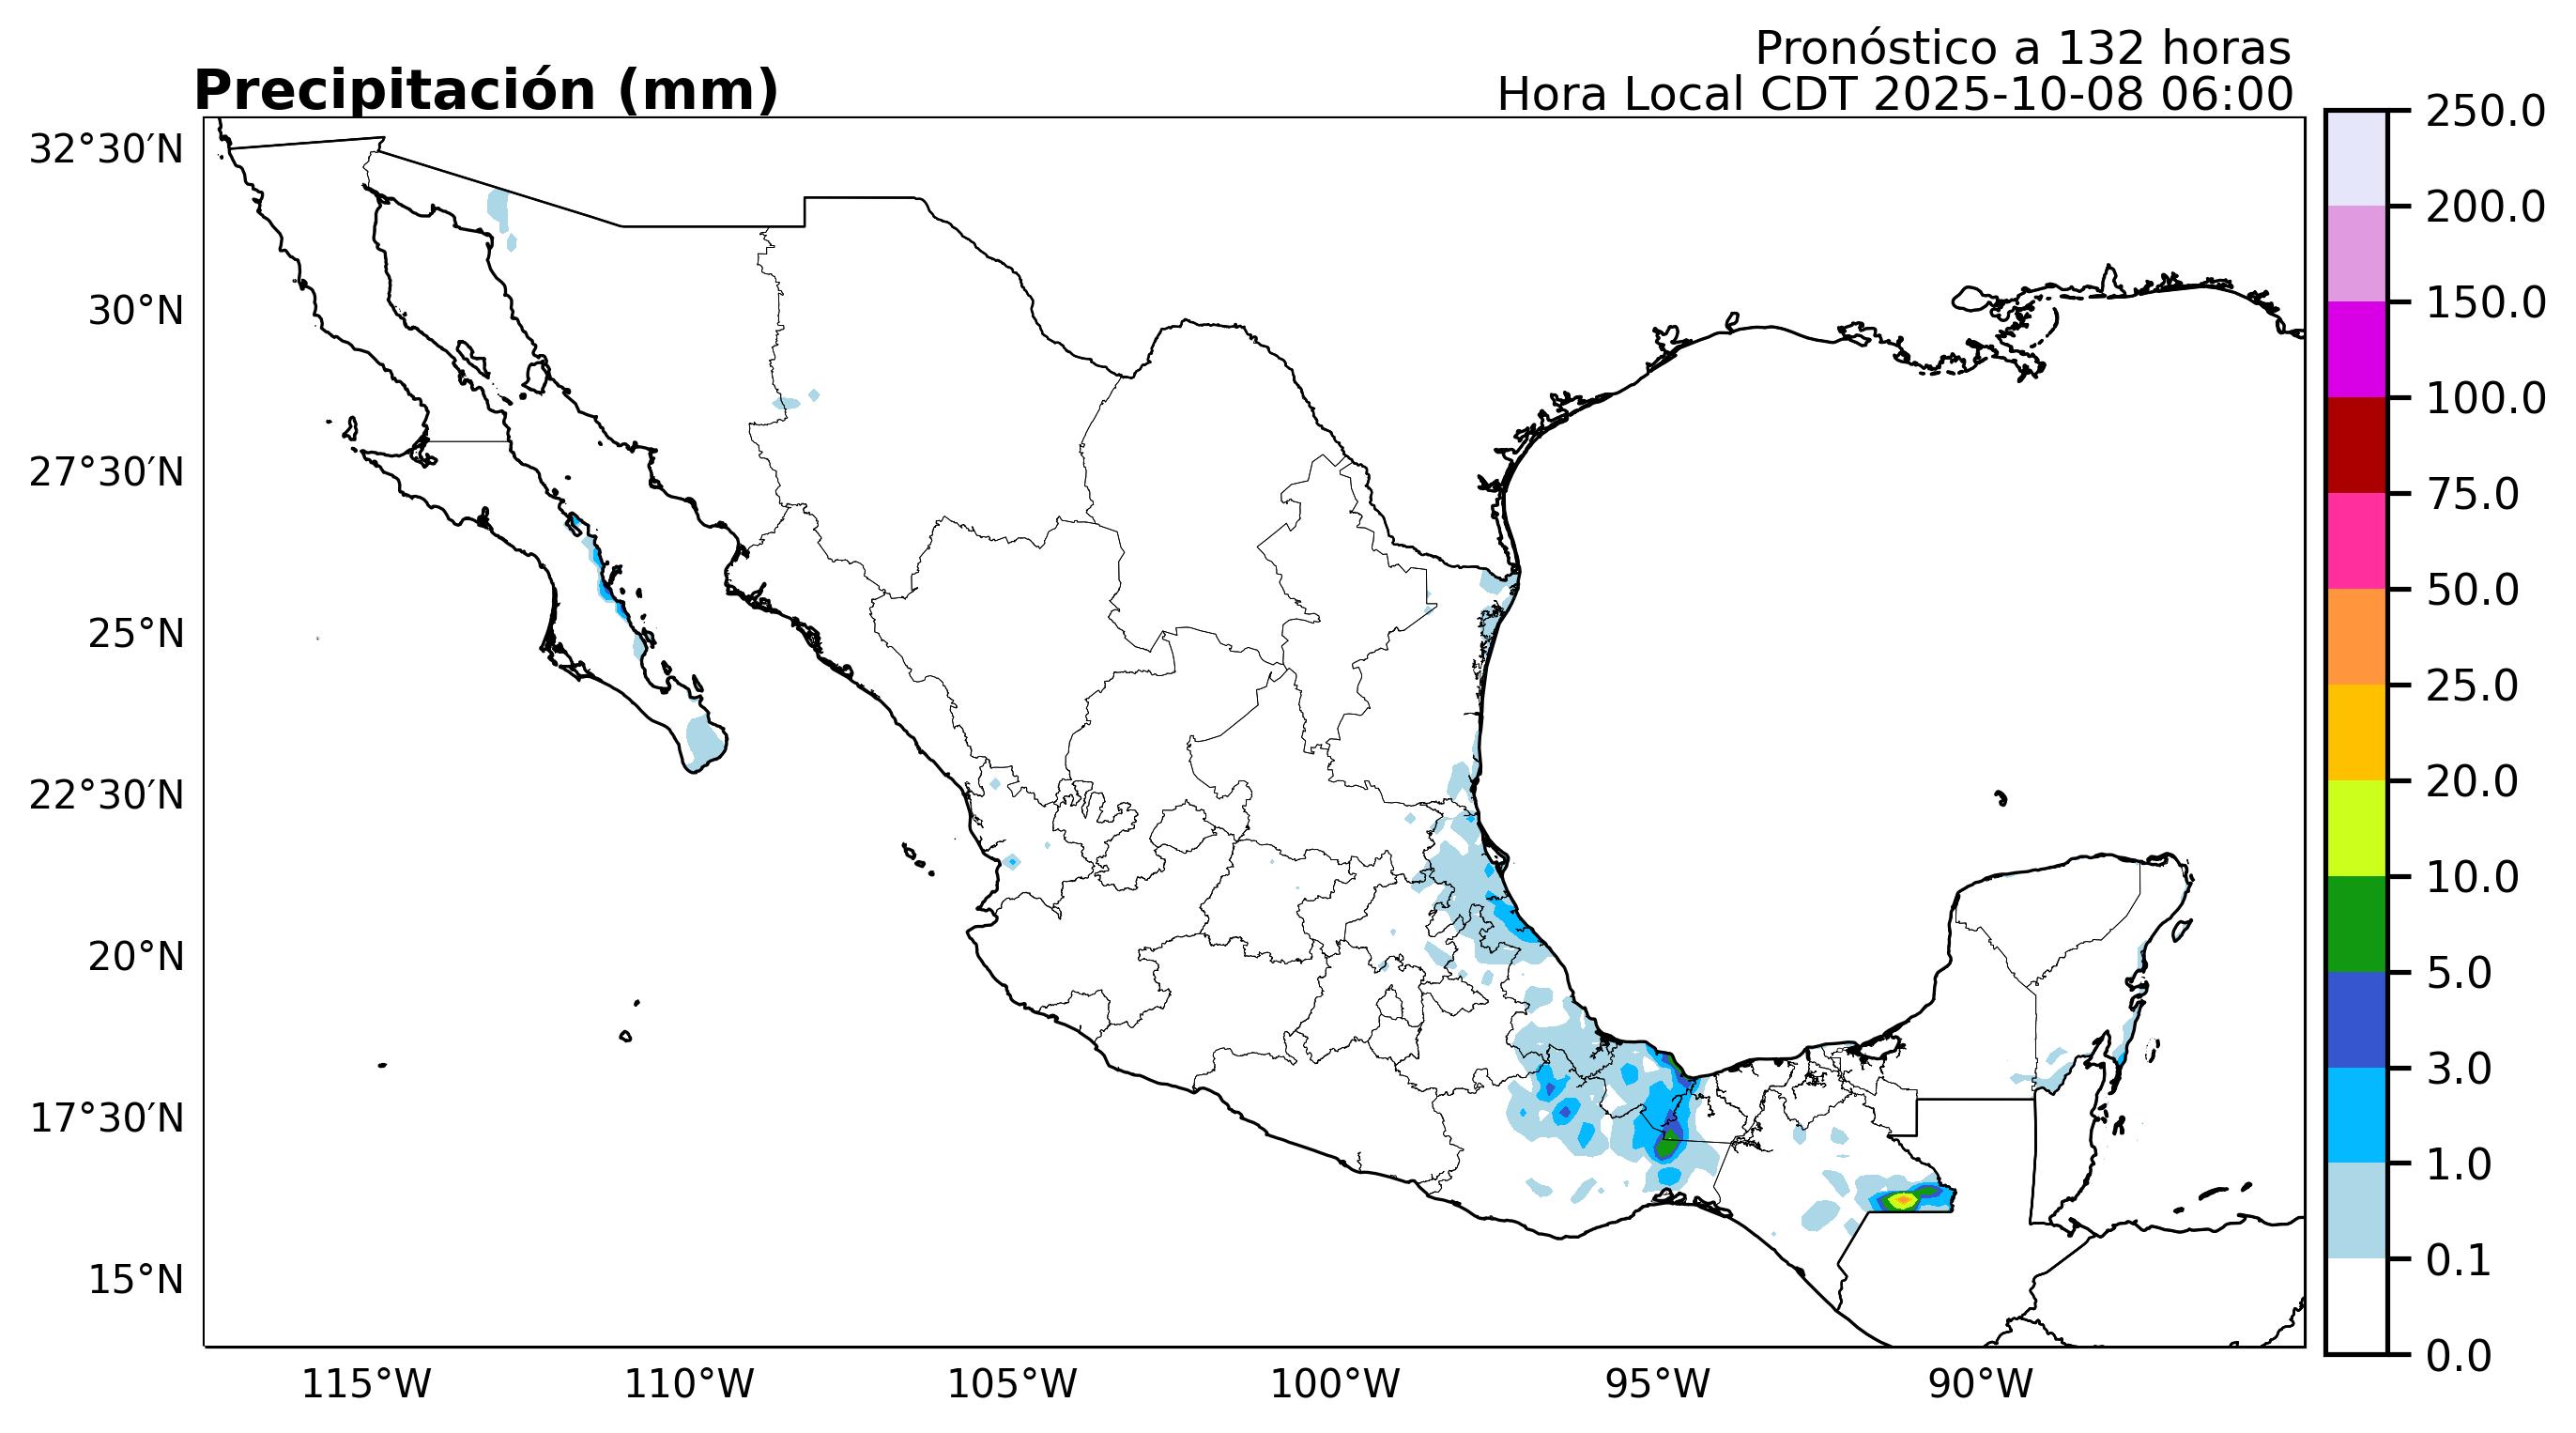 Pronóstico a 132 horas
Precipitación (mm)
Hora Local CDT 2025-10-08 06:00
32°30′N
30°N
27°30′N
25°N
22°30′N
20°N
17°30′N
15°N
115°W
110°W
105°W
100°W
95°W
90°W
250.0
200.0
150.0
100.0
75.0
50.0
25.0
20.0
10.0
5.0
3.0
1.0
0.1
0.0